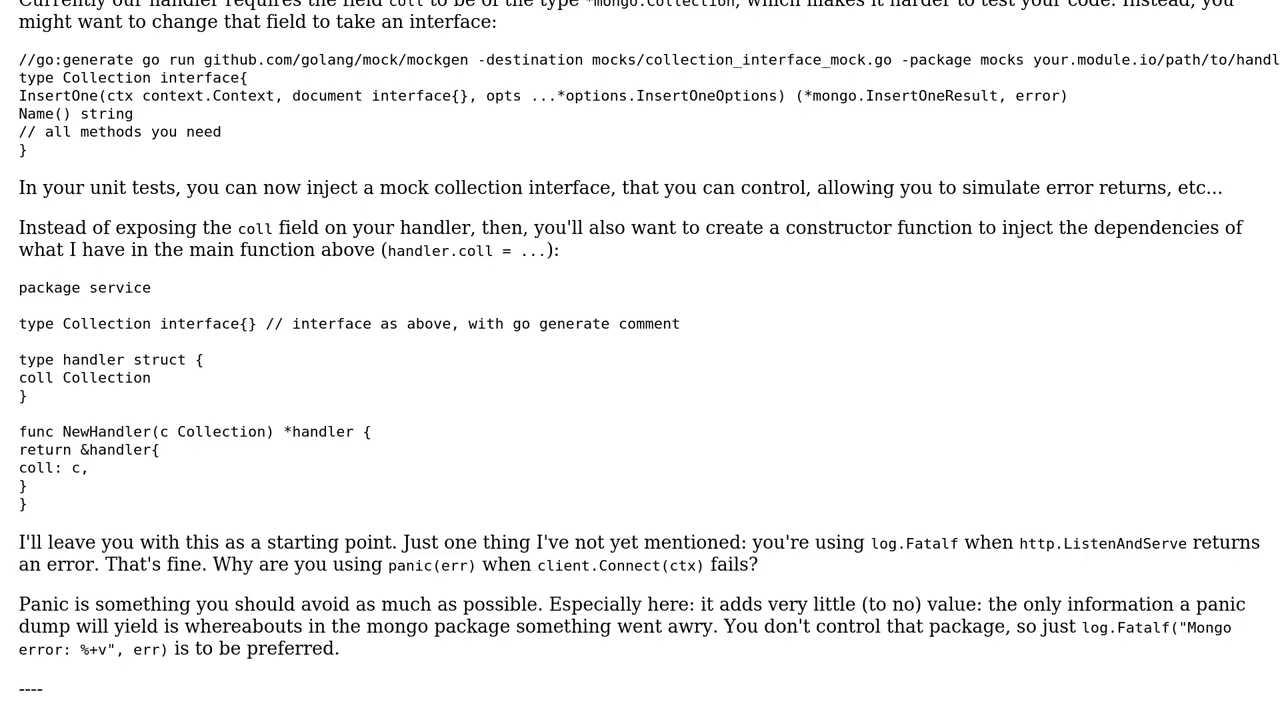 Currently our handler requires the field coll to be of the type *mongo.Collection, which makes it harder to test your code. Instead, you
might want to change that field to take an interface:
//go:generate go run github.com/golang/mock/mockgen -destination mocks/collection_interface_mock.go -package mocks your.module.io/path/to/handl
type Collection interface{
InsertOne(ctx context.Context, document interface{}, opts ...*options.InsertOneOptions) (*mongo.InsertOneResult, error)
Name() string
// all methods you need
}
In your unit tests, you can now inject a mock collection interface, that you can control, allowing you to simulate error returns, etc...
Instead of exposing the coll field on your handler, then, you'll also want to create a constructor function to inject the dependencies of
what I have in the main function above (handler.coll = ...):
package service
type Collection interface{} // interface as above, with go generate comment
type handler struct {
coll Collection
}
func NewHandler(c Collection) *handler {
return &handler{
coll: c,
}
}
I'll leave you with this as a starting point. Just one thing I've not yet mentioned: you're using log.Fatalf when http.ListenAndServe returns
an error. That's fine. Why are you using panic(err) when client.Connect(ctx) fails?
Panic is something you should avoid as much as possible. Especially here: it adds very little (to no) value: the only information a panic
dump will yield is whereabouts in the mongo package something went awry. You don't control that package, so just log.Fatalf("Mongo
error: %+v", err) is to be preferred.
----